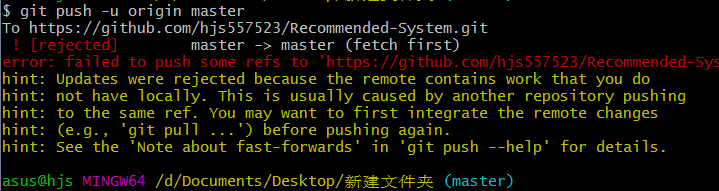 $ git push -u origin master
To https://github.com/hjs557523/Recommended-System.git
 ! [rejected]        master -> master (fetch first)
error: failed to push some refs to 'https://github.com/hjs557523/Recommended-Sys
hint: Updates were rejected because the remote contains work that you do
hint: not have locally. This is usually caused by another repository pushing
hint: to the same ref. You may want to first integrate the remote changes
hint: (e.g., 'git pull ...') before pushing again.
hint: See the 'Note about fast-forwards' in 'git push --help' for details.
asus@hjs MINGW64 /d/Documents/Desktop/新建文件夹 (master)